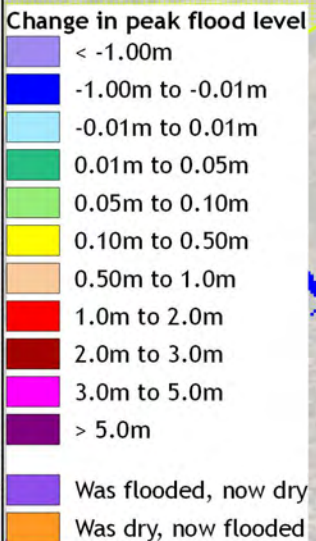 Change in peak flood level
< -1.00m
-1.00m to -0.01m
-0.01m to 0.01m
0.01m to 0.05m
0.05m to 0.10m
0.10m to 0.50m
0.50m to 1.0m
1.0m to 2.0m
2.0m to 3.0m
3.0m to 5.0m
> 5.0m
Was flooded, now dry
Was dry, now flooded